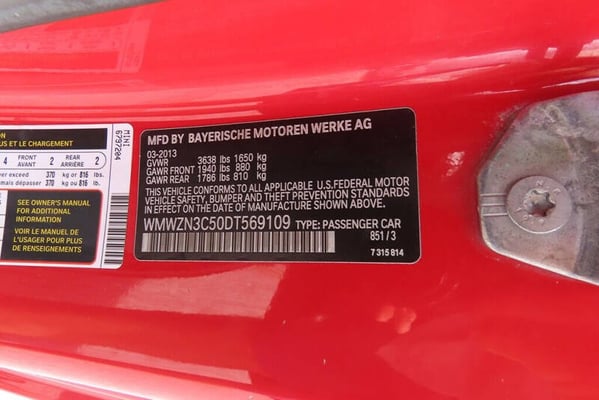 ON
US ET LE CHARGEMENT
4 FRONT AVANT 2 REAR ARRIÈRE 2
er exceed 370 kg or 816 lbs.
mais dépasser 370 kg ou 816 lb.
SEE OWNER'S
MANUAL FOR
ADDITIONAL
INFORMATION
VOIR LE MANUEL DE
L'USAGER POUR PLUS
DE RENSEIGNEMENTS
MINI
6797204
MFD BY BAYERISCHE MOTOREN WERKE AG
03-2013
GVWR 3638 lbs 1650 kg
GAWR FRONT 1940 lbs 880 kg
GAWR REAR 1786 lbs 810 kg
THIS VEHICLE CONFORMS TO ALL APPLICABLE U.S.FEDERAL MOTOR
VEHICLE SAFETY, BUMPER AND THEFT PREVENTION STANDARDS
IN EFFECT ON THE DATE OF MANUFACTURE SHOWN ABOVE.
WMWZN3C50DT569109 TYPE: PASSENGER CAR
851/3
7 315 814